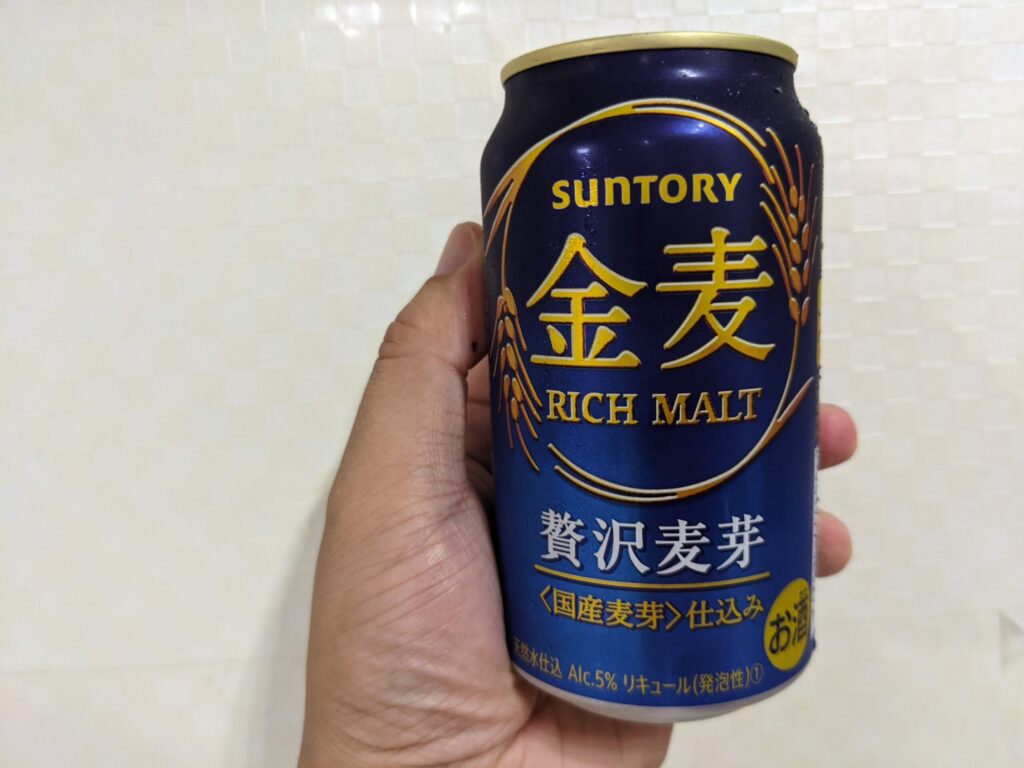 SUNTORY
金麦
RICH MALT
贅沢麦芽
〈国産麦芽〉仕込み
お酒
天然水仕込 Alc.5% リキュール(発泡性)①